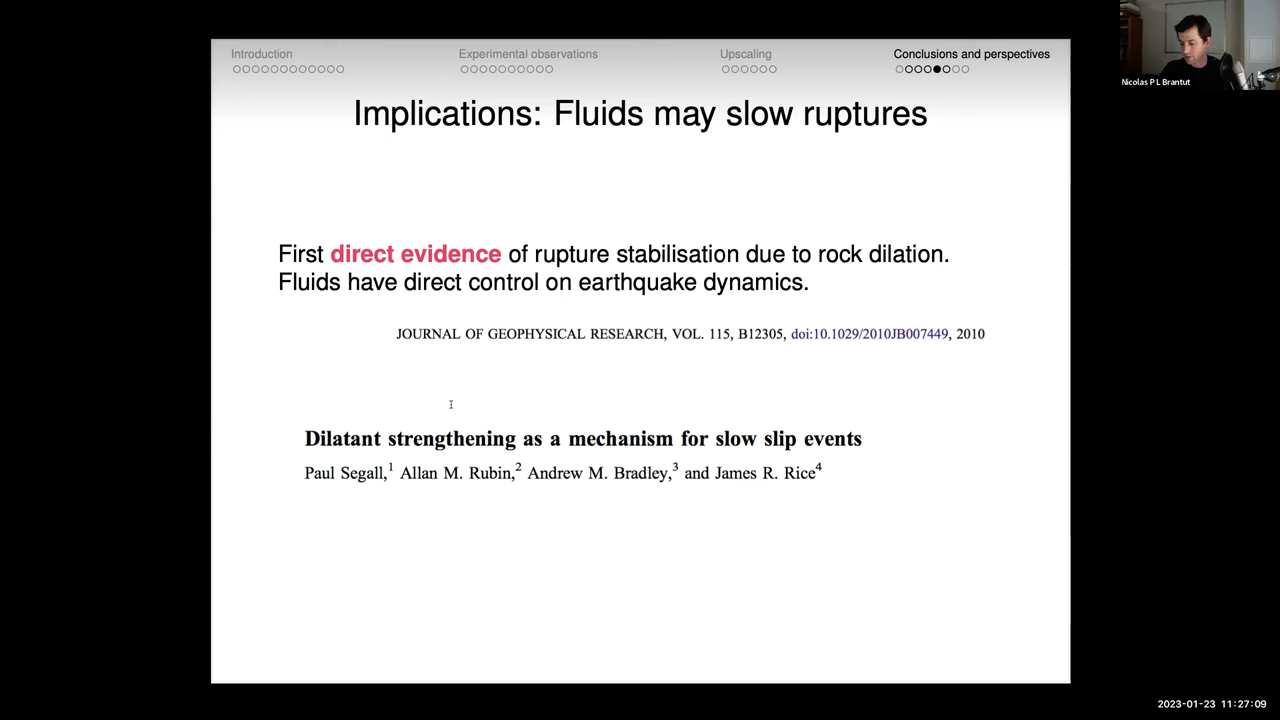 Introduction
Experimental observations
Upscaling
Conclusions and perspectives
Nicolas P L Brantut
Implications: Fluids may slow ruptures
First direct evidence of rupture stabilisation due to rock dilation.
Fluids have direct control on earthquake dynamics.
JOURNAL OF GEOPHYSICAL RESEARCH, VOL. 115, B12305, doi:10.1029/2010JB007449, 2010
Dilatant strengthening as a mechanism for slow slip events
Paul Segall,1 Allan M. Rubin,2 Andrew M. Bradley,3 and James R. Rice4
2023-01-23 11:27:09